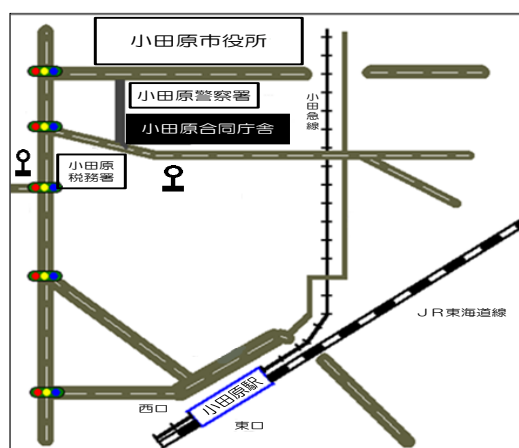 小田原市役所
小田原警察署
小田原合同庁舎
小田原
税務署
小田急線
JR東海道線
小田原駅
西口
東口